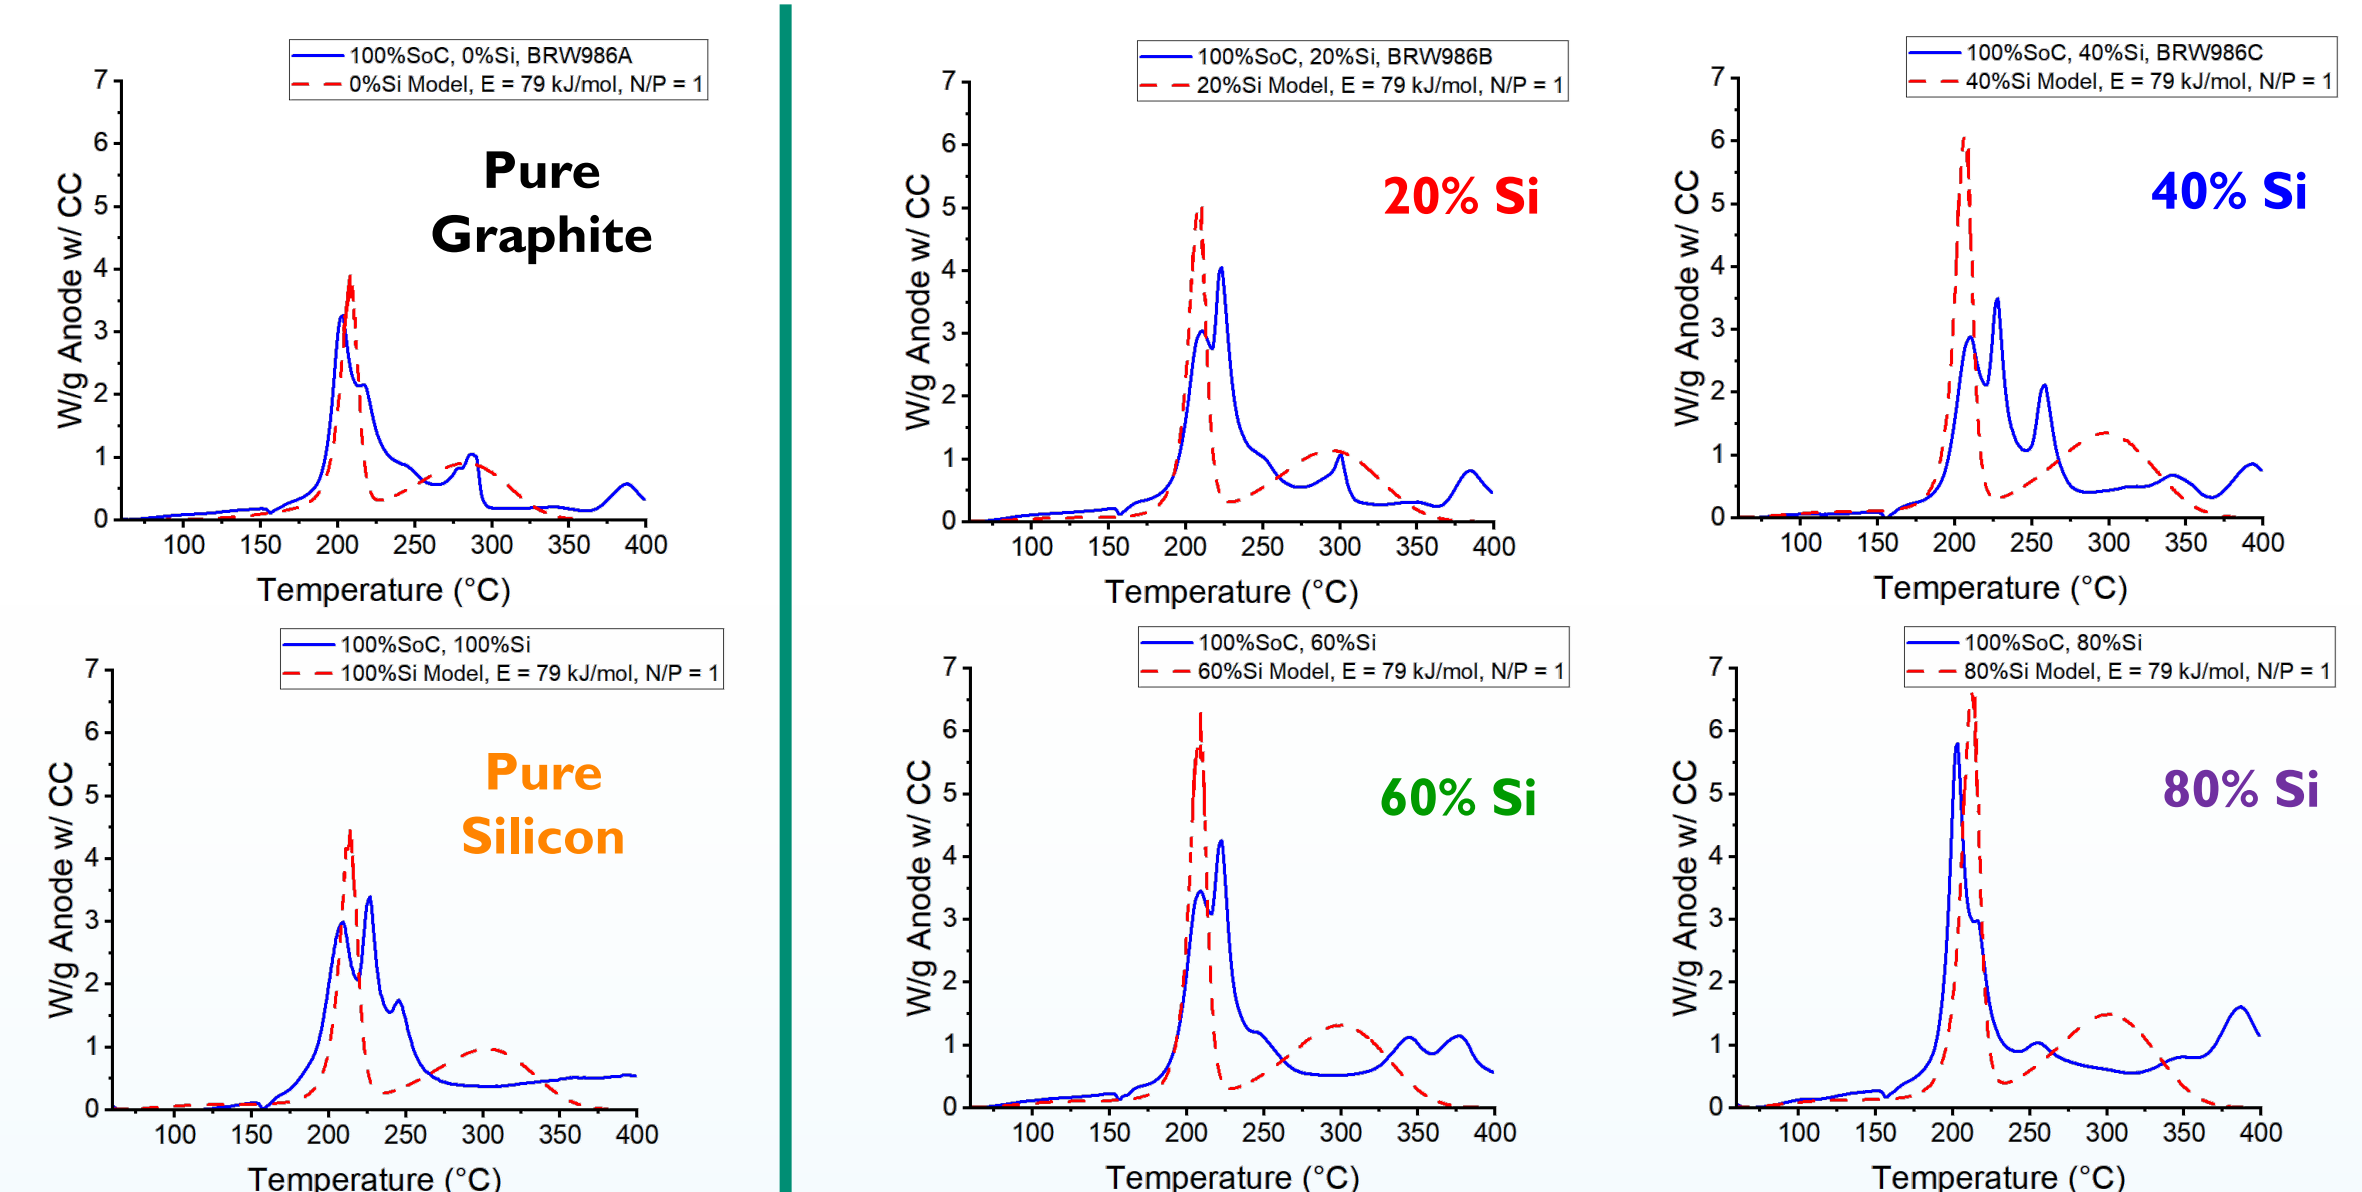 100%SoC, 0%Si, BRW986A
0%Si Model, E = 79 kJ/mol, N/P = 1
Pure
Graphite
7
6
5
4
3
2
1
0
W/g Anode w/ CC
100 150 200 250 300 350 400
Temperature (°C)
100%SoC, 20%Si, BRW986B
20%Si Model, E = 79 kJ/mol, N/P = 1
20% Si
7
6
5
4
3
2
1
0
W/g Anode w/ CC
100 150 200 250 300 350 400
Temperature (°C)
100%SoC, 40%Si, BRW986C
40%Si Model, E = 79 kJ/mol, N/P = 1
40% Si
7
6
5
4
3
2
1
0
W/g Anode w/ CC
100 150 200 250 300 350 400
Temperature (°C)
100%SoC, 100%Si
100%Si Model, E = 79 kJ/mol, N/P = 1
Pure
Silicon
7
6
5
4
3
2
1
0
W/g Anode w/ CC
100 150 200 250 300 350 400
Temperature (°C)
100%SoC, 60%Si
60%Si Model, E = 79 kJ/mol, N/P = 1
60% Si
7
6
5
4
3
2
1
0
W/g Anode w/ CC
100 150 200 250 300 350 400
Temperature (°C)
100%SoC, 80%Si
80%Si Model, E = 79 kJ/mol, N/P = 1
80% Si
7
6
5
4
3
2
1
0
W/g Anode w/ CC
100 150 200 250 300 350 400
Temperature (°C)